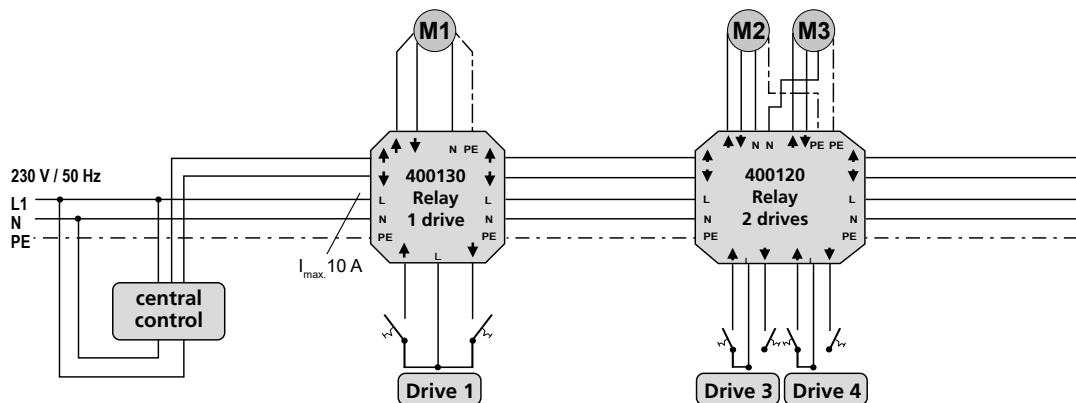 M1
M2 M3
N PE
N N PE PE
230 V / 50 Hz
L1
N
PE
400130
Relay
1 drive
L
N
PE
L
N
PE
L
400120
Relay
2 drives
L
N
PE
L
N
PE
L
L
Imax. 10 A
central
control
Drive 1
Drive 3
Drive 4